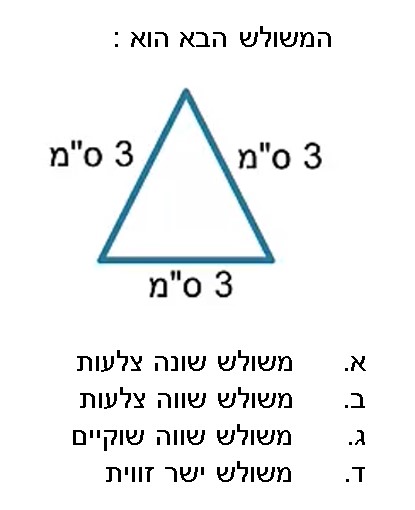 המשולש הבא הוא :
3 ס"מ
3 ס"מ
3 ס"מ
א. משולש שונה צלעות
ב. משולש שווה צלעות
ג. משולש שווה שוקיים
ד. משולש ישר זווית